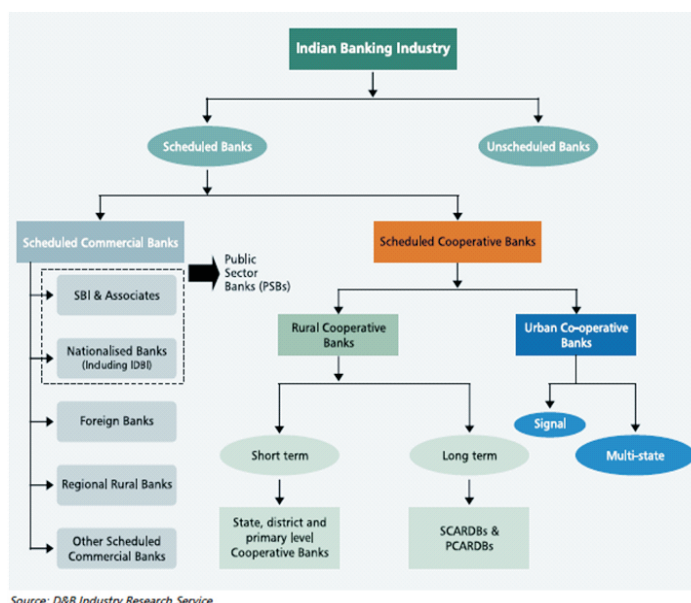 Indian Banking Industry
Scheduled Banks
Unscheduled Banks
Scheduled Commercial Banks
Scheduled Cooperative Banks
Public
Sector
Banks (PSBs)
SBI & Associates
Nationalised Banks
(Including IDBI)
Foreign Banks
Regional Rural Banks
Other Scheduled
Commercial Banks
Rural Cooperative
Banks
Urban Co-operative
Banks
Short term
Long term
Signal
Multi-state
State, district and
primary level
Cooperative Banks
SCARDBs &
PCARDBs
Source: D&B Industry Research Service